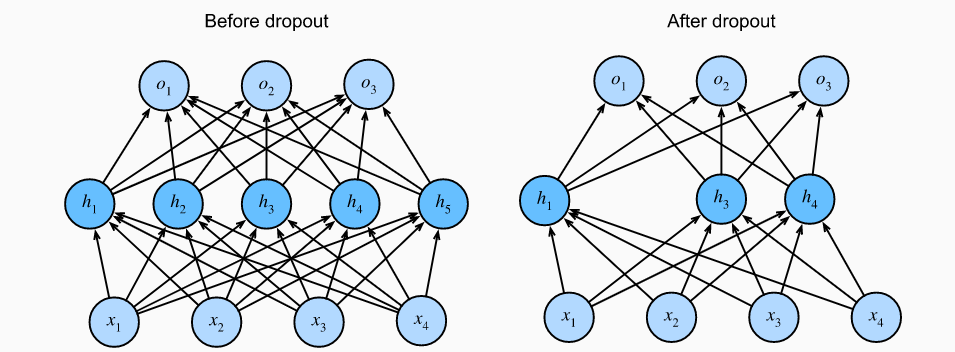 Before dropout After dropout
o1 o2 o3 o1 o2 o3
h1 h2 h3 h4 h5 h1 h3 h4
x1 x2 x3 x4 x1 x2 x3 x4